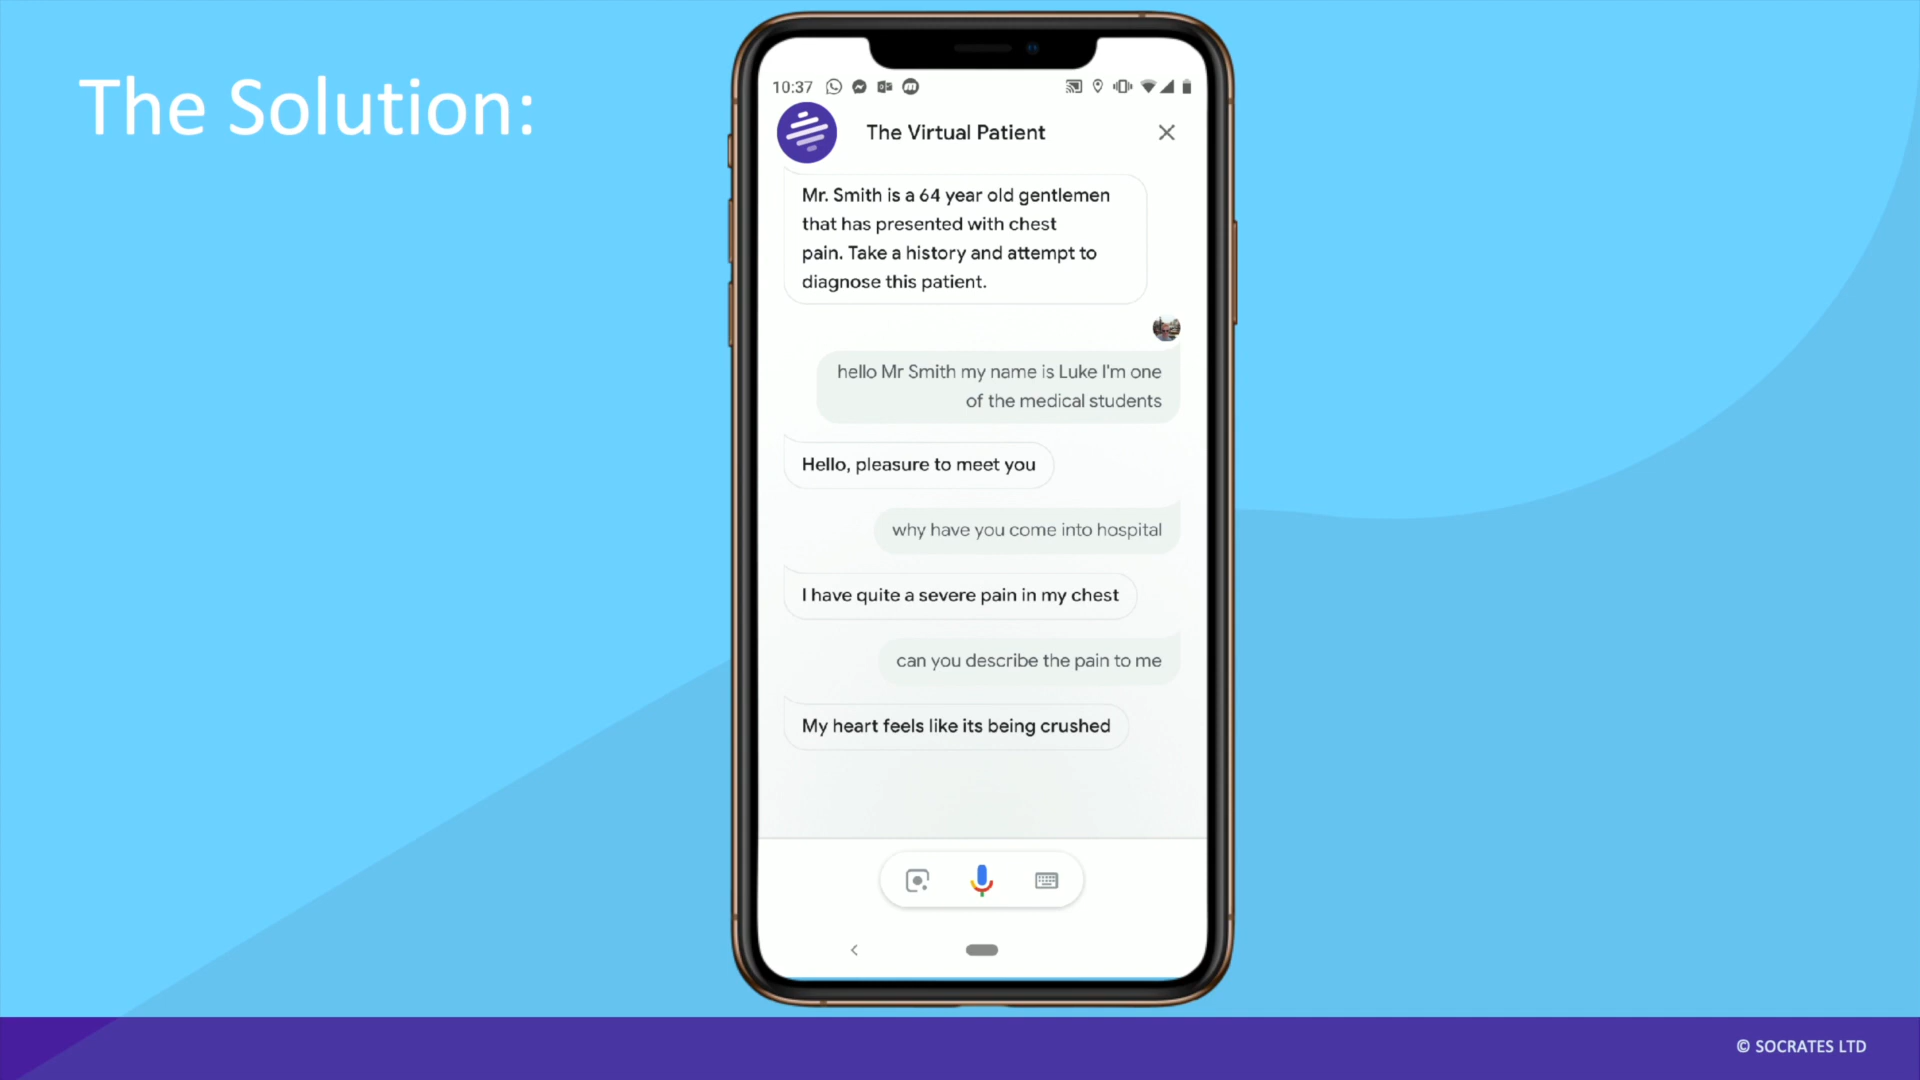 The Solution:
10:37
The Virtual Patient
Mr. Smith is a 64 year old gentlemen
that has presented with chest
pain. Take a history and attempt to
diagnose this patient.
hello Mr Smith my name is Luke I'm one
of the medical students
Hello, pleasure to meet you
why have you come into hospital
I have quite a severe pain in my chest
can you describe the pain to me
My heart feels like its being crushed
© SOCRATES LTD